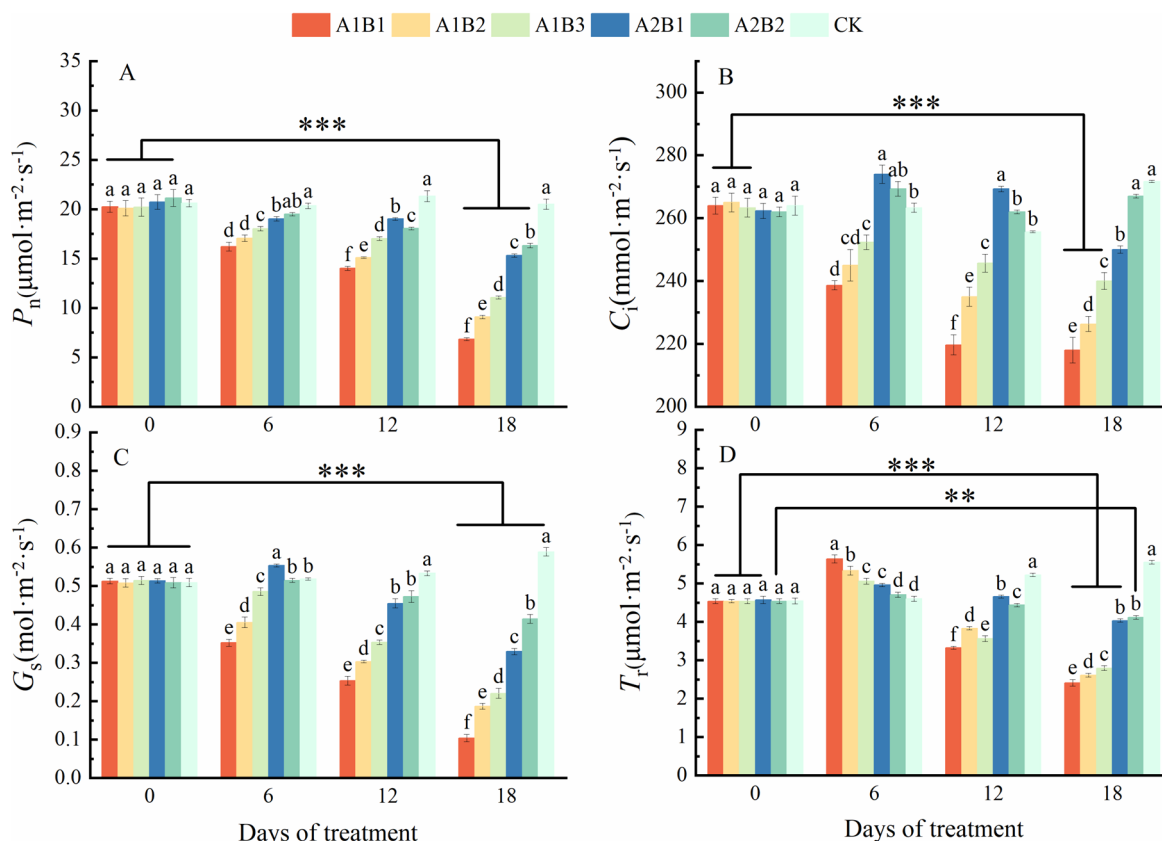 A1B1 A1B2 A1B3 A2B1 A2B2 CK
A
35
30
25
20
15
10
5
0
Pn(μmol·m⁻²·s⁻¹)
***
a a a a a a
d d c b ab a
f e d b c a
f e d c b a
0 6 12 18
B
300
280
260
240
220
200
Ci(mmol·m⁻²·s⁻¹)
***
a a a a a a
d cd c a ab b
f d c a b b
e d c b a a
0 6 12 18
C
0.9
0.8
0.7
0.6
0.5
0.4
0.3
0.2
0.1
0.0
Gs(mol·m⁻²·s⁻¹)
***
a a a a a a
e d c a b b
e d c b b a
f e d c b a
0 6 12 18
Days of treatment
D
9
8
7
6
5
4
3
2
1
0
Tr(μmol·m⁻²·s⁻¹)
***
**
a a a a a a
a b c c d d
f d e b c a
e d c b b a
0 6 12 18
Days of treatment